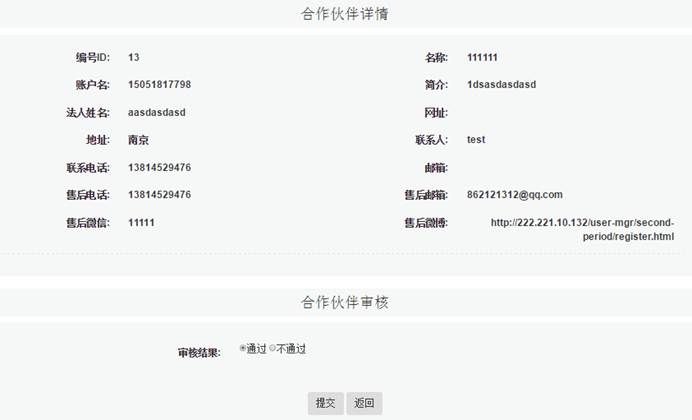 合作伙伴详情
编号ID: 13 名称: 111111
账户名: 15051817798 简介: 1dsasdasdasd
法人姓名: aasdasdasd 网址:
地址: 南京 联系人: test
联系电话: 13814529476 邮箱:
售后电话: 13814529476 售后邮箱: 862121312@qq.com
售后微信: 11111 售后微博: http://222.221.10.132/user-mgr/second-
period/register.html
合作伙伴审核
审核结果: 通过 不通过
提交 返回